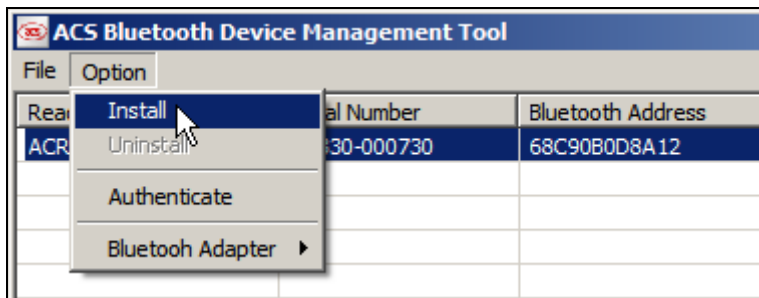 ACS Bluetooth Device Management Tool
File Option
Install al Number Bluetooth Address
ACR Uninstall 30-000730 68C90B0D8A12
Authenticate
Bluetooh Adapter